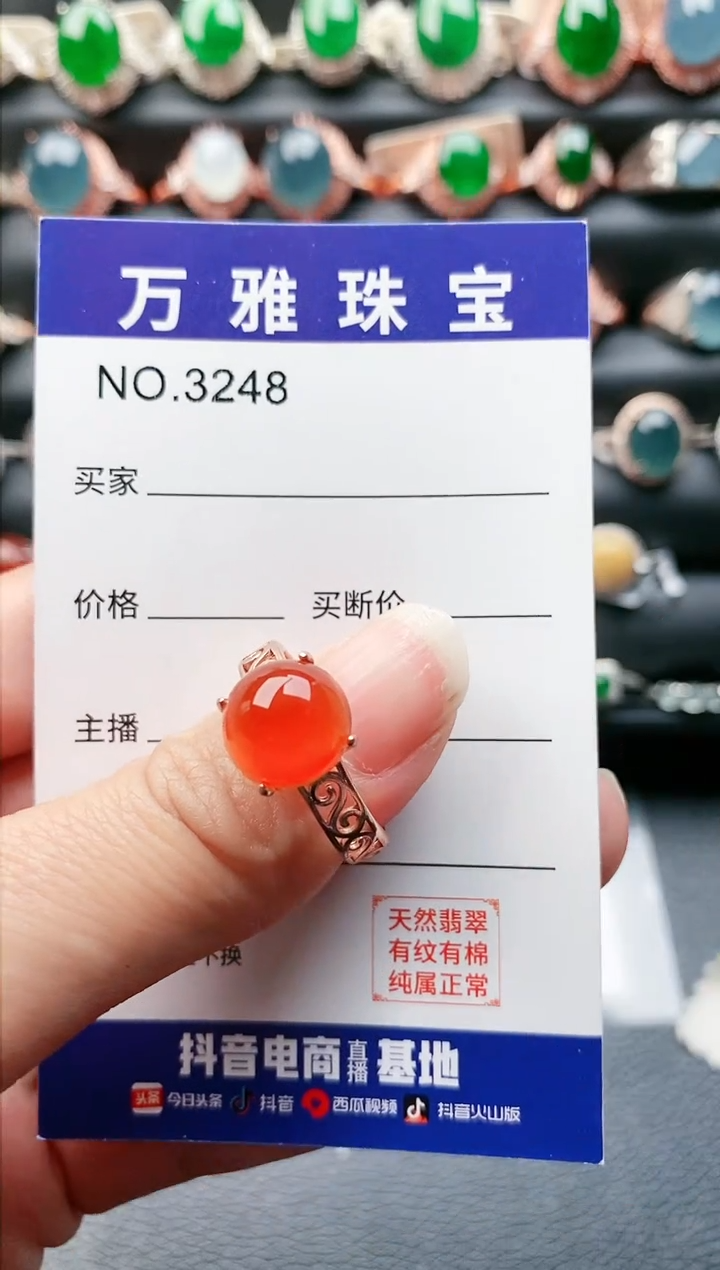 万雅珠宝
NO.3248
买家
价格 买断价
主播
不换
天然翡翠
有纹有棉
纯属正常
抖音电商直播基地
头条 今日头条 抖音 西瓜视频 抖音火山版